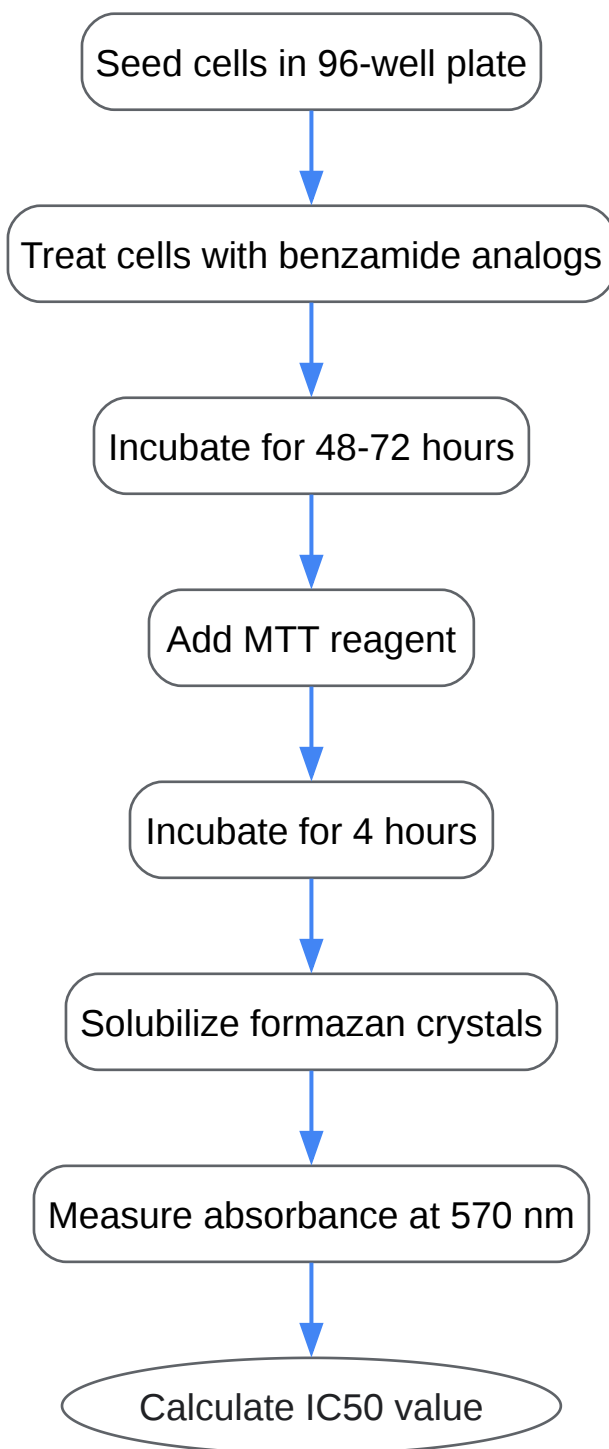 Seed cells in 96-well plate
Treat cells with benzamide analogs
Incubate for 48-72 hours
Add MTT reagent
Incubate for 4 hours
Solubilize formazan crystals
Measure absorbance at 570 nm
Calculate IC50 value